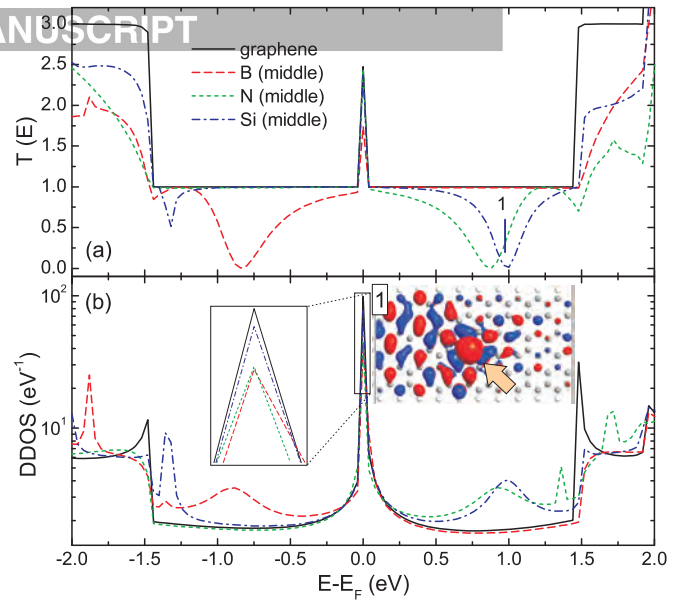 ANUSCRIPT
3.0
2.5
2.0
1.5
1.0
0.5
0.0
T (E)
graphene
B (middle)
N (middle)
Si (middle)
1
(a)
(b)
1
10²
10¹
DDOS (eV⁻¹)
-2.0 -1.5 -1.0 -0.5 0.0 0.5 1.0 1.5 2.0
E-E_F (eV)